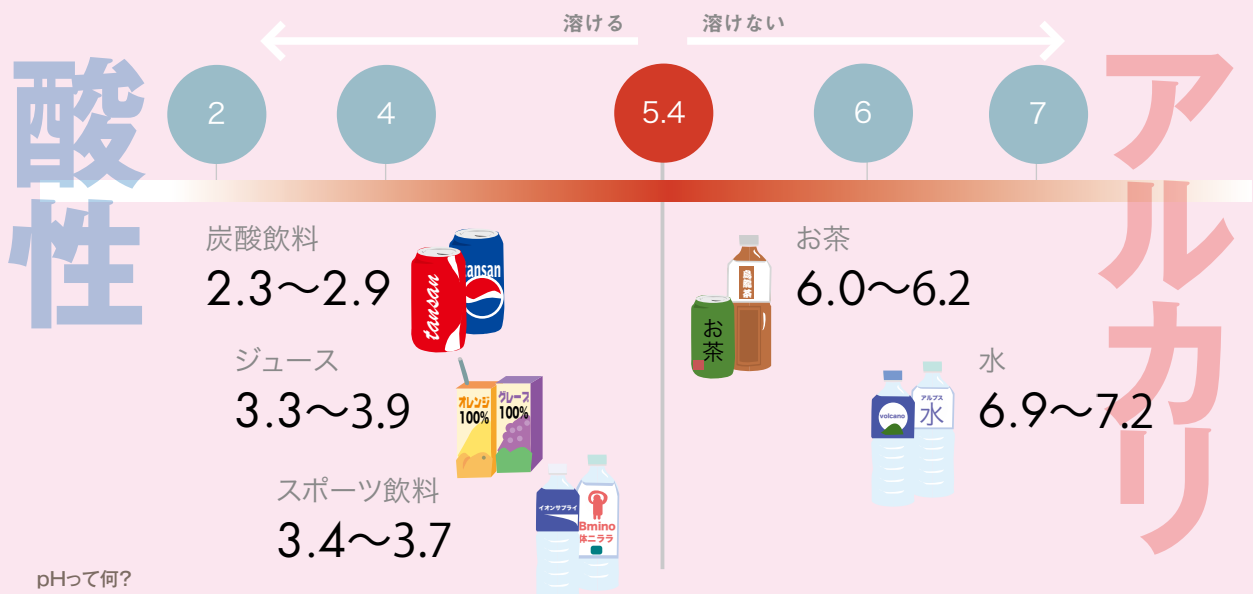 溶ける
溶けない
酸性
アルカリ
2
4
5.4
6
7
炭酸飲料
2.3〜2.9
tansan
tansan
お茶
6.0〜6.2
烏龍茶
お茶
ジュース
3.3〜3.9
オレンジ
100%
グレープ
100%
水
6.9〜7.2
volcano
アルプス
水
スポーツ飲料
3.4〜3.7
イオンサプライ
Bmino
体ニララ
pHって何?